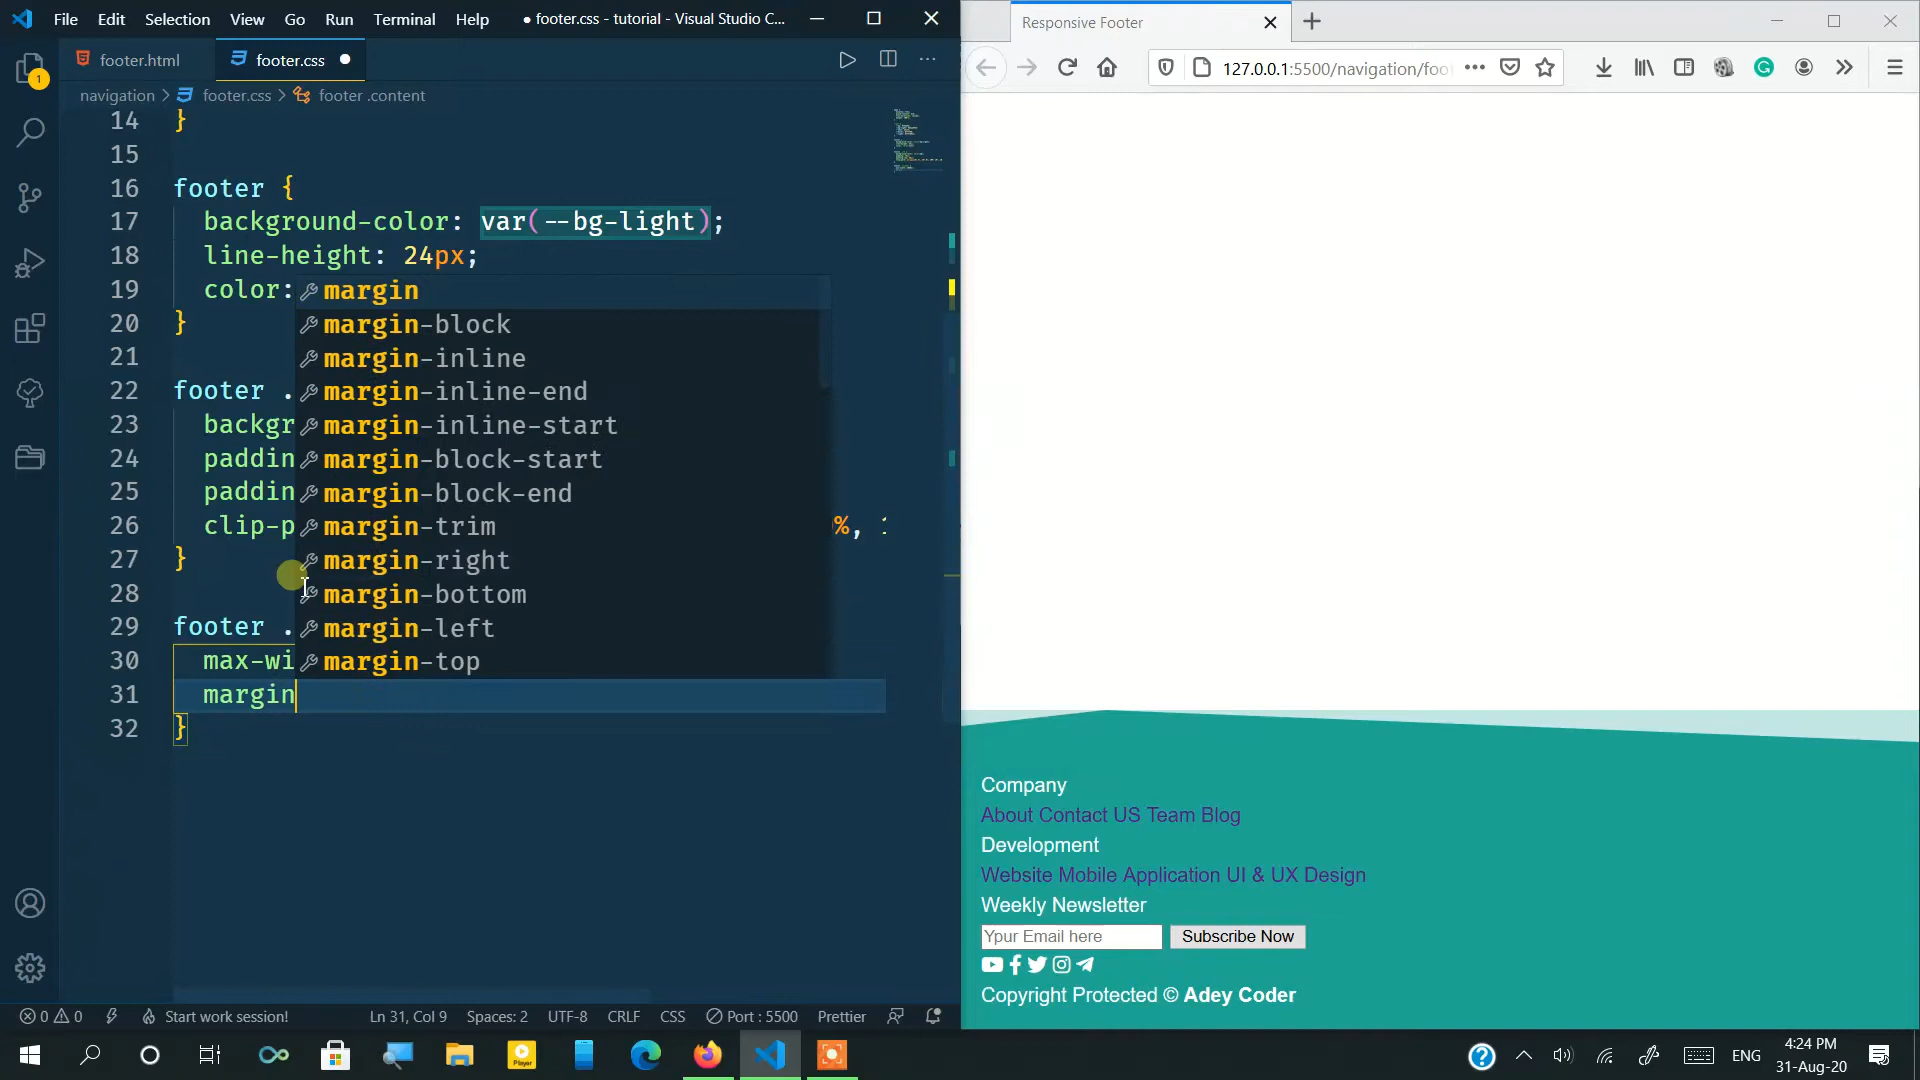 File Edit Selection View Go Run Terminal Help ● footer.css - tutorial - Visual Studio C...
footer.html footer.css
navigation > footer.css > footer .content
14 }
15
16 footer {
17 background-color: var(--bg-light);
18 line-height: 24px;
19 color:
20 }
21
22 footer .
23 backgr
24 paddin
25 paddin
26 clip-p 0%, 1
27 }
28
29 footer .
30 max-wi
31 margin
32 }
margin
margin-block
margin-inline
margin-inline-end
margin-inline-start
margin-block-start
margin-block-end
margin-trim
margin-right
margin-bottom
margin-left
margin-top
1
0 0 Start work session! Ln 31, Col 9 Spaces: 2 UTF-8 CRLF CSS Port : 5500 Prettier
Responsive Footer
127.0.0.1:5500/navigation/foo
Company
About Contact US Team Blog
Development
Website Mobile Application UI & UX Design
Weekly Newsletter
Ypur Email here Subscribe Now
Copyright Protected © Adey Coder
Player
ENG
4:24 PM
31-Aug-20